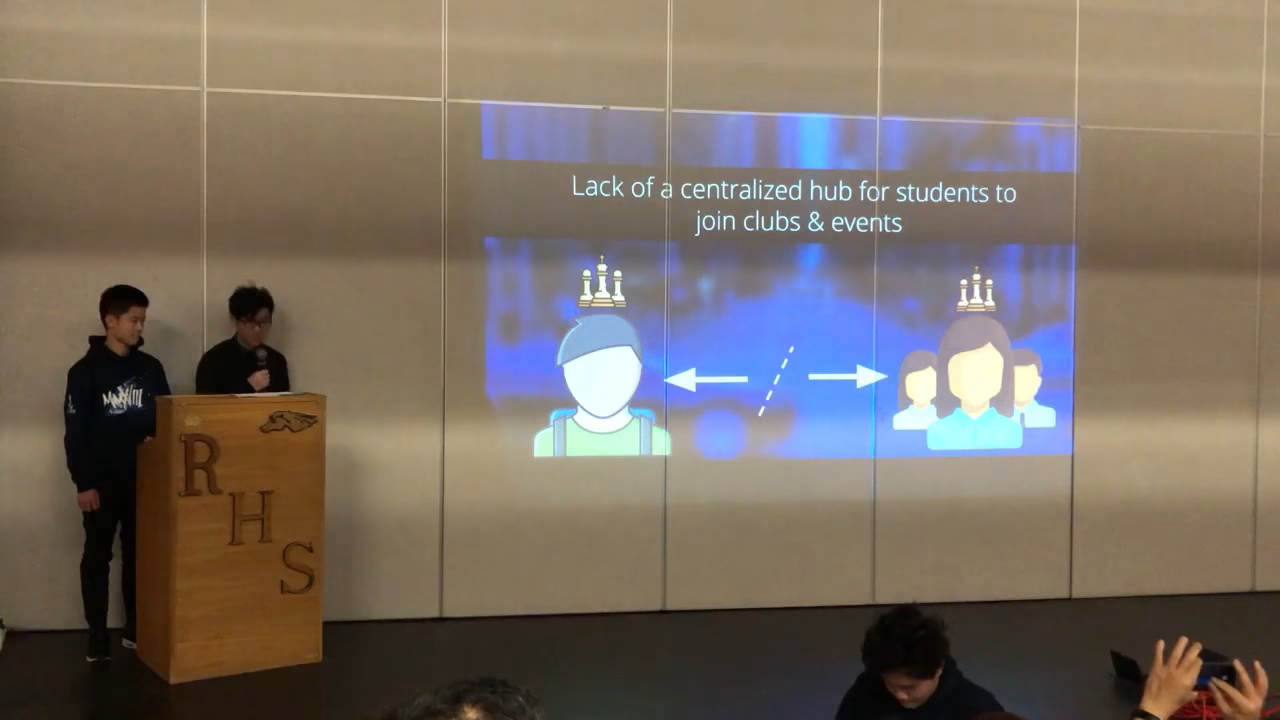 Lack of a centralized hub for students to
join clubs & events
R
H
S